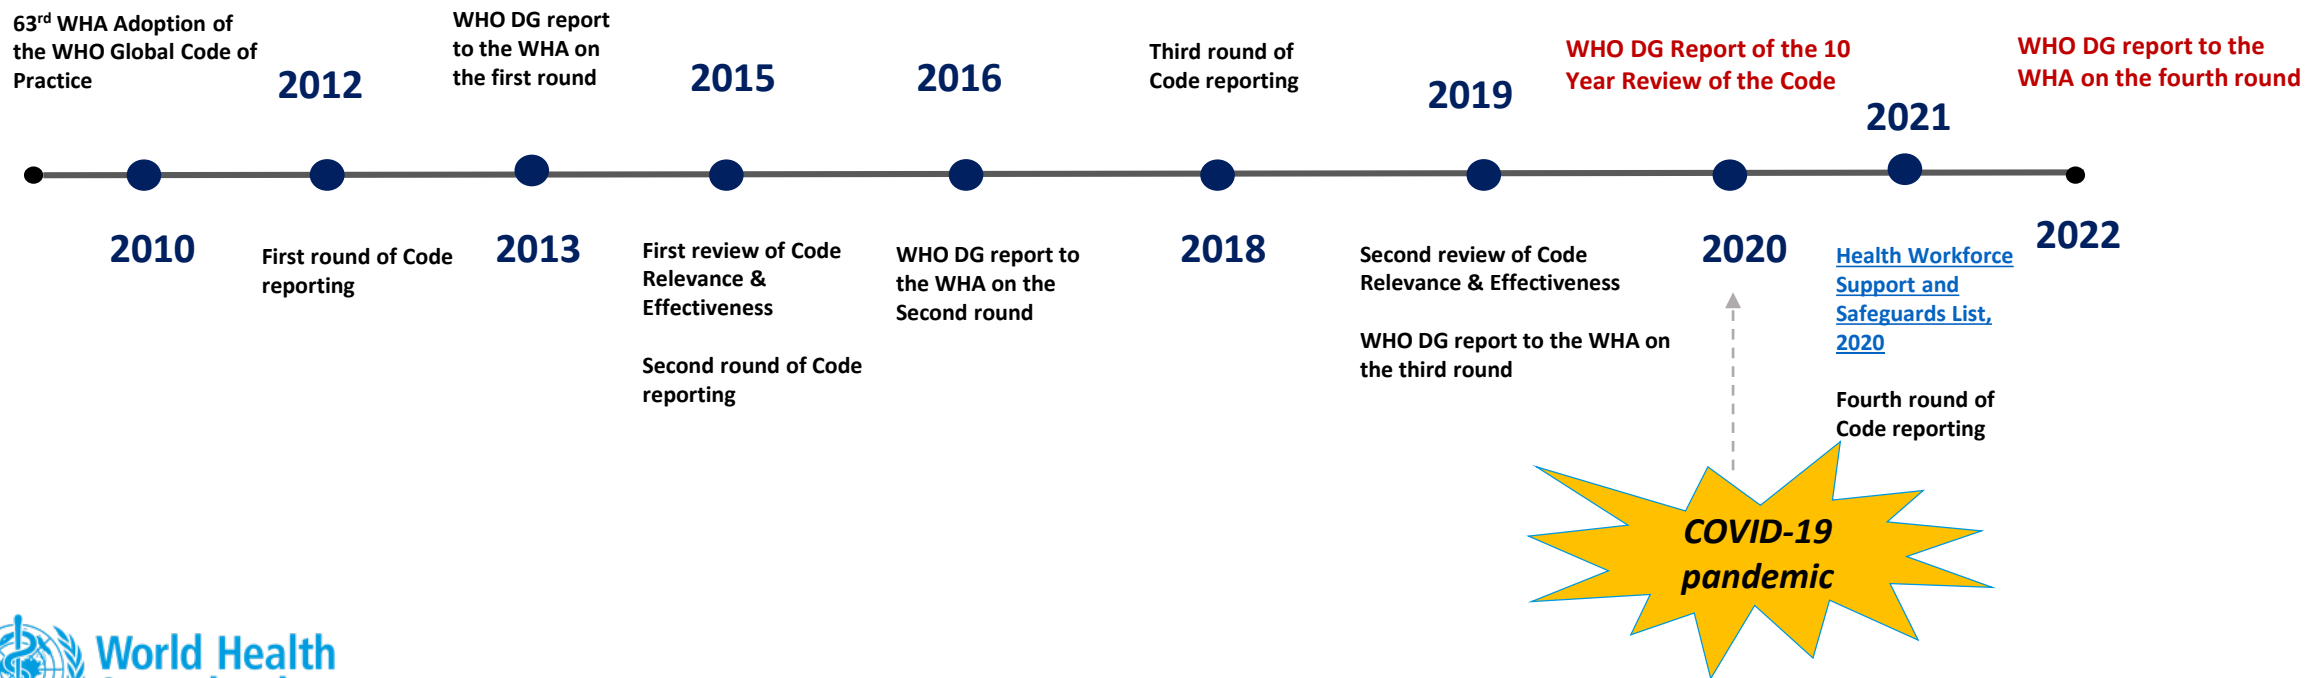 63rd WHA Adoption of
the WHO Global Code of
Practice
2010
2012
First round of Code
reporting
WHO DG report
to the WHA on
the first round
2013
2015
First review of Code
Relevance &
Effectiveness
Second round of Code
reporting
2016
WHO DG report to
the WHA on the
Second round
Third round of
Code reporting
2018
2019
Second review of Code
Relevance & Effectiveness
WHO DG report to the WHA on
the third round
WHO DG Report of the 10
Year Review of the Code
2020
2021
Health Workforce
Support and
Safeguards List,
2020
Fourth round of
Code reporting
WHO DG report to the
WHA on the fourth round
2022
COVID-19
pandemic
World Health